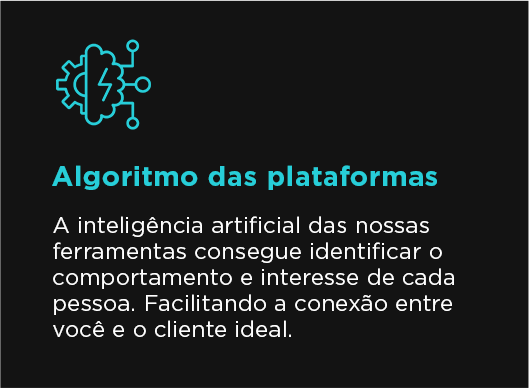 Algoritmo das plataformas
A inteligência artificial das nossas
ferramentas consegue identificar o
comportamento e interesse de cada
pessoa. Facilitando a conexão entre
você e o cliente ideal.